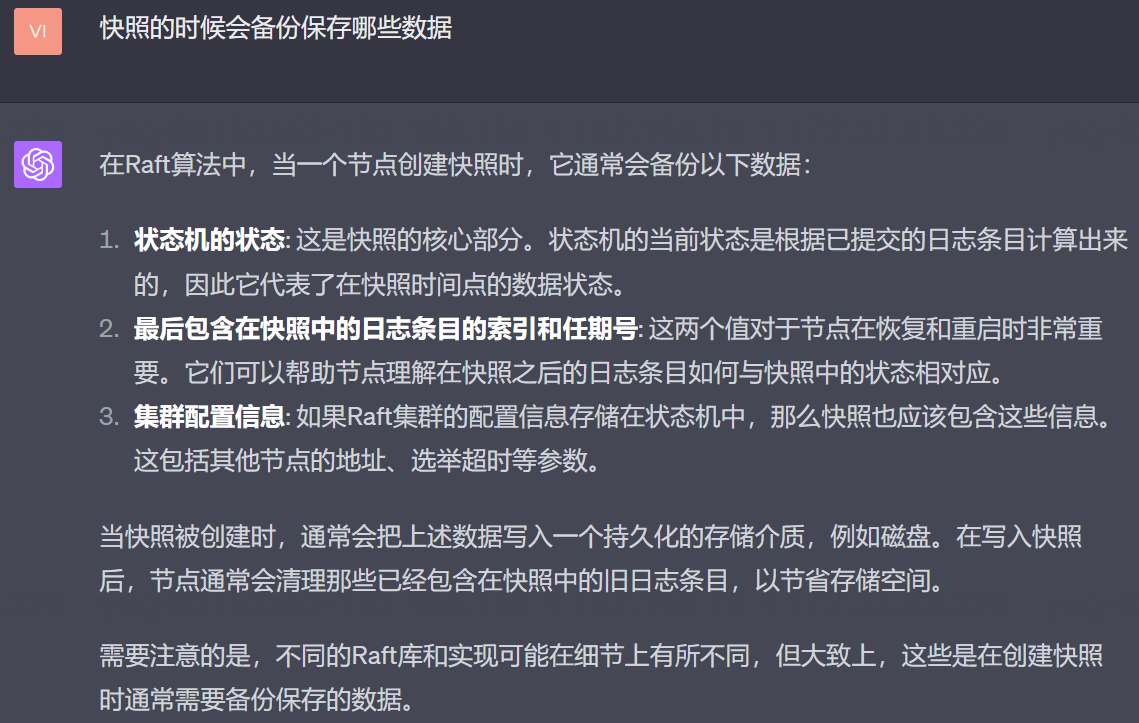 VI
快照的时候会备份保存哪些数据
在Raft算法中，当一个节点创建快照时，它通常会备份以下数据：
1. 状态机的状态: 这是快照的核心部分。状态机的当前状态是根据已提交的日志条目计算出来
的，因此它代表了在快照时间点的数据状态。
2. 最后包含在快照中的日志条目的索引和任期号: 这两个值对于节点在恢复和重启时非常重
要。它们可以帮助节点理解在快照之后的日志条目如何与快照中的状态相对应。
3. 集群配置信息: 如果Raft集群的配置信息存储在状态机中，那么快照也应该包含这些信息。
这包括其他节点的地址、选举超时等参数。
当快照被创建时，通常会把上述数据写入一个持久化的存储介质，例如磁盘。在写入快照
后，节点通常会清理那些已经包含在快照中的旧日志条目，以节省存储空间。
需要注意的是，不同的Raft库和实现可能在细节上有所不同，但大致上，这些是在创建快照
时通常需要备份保存的数据。